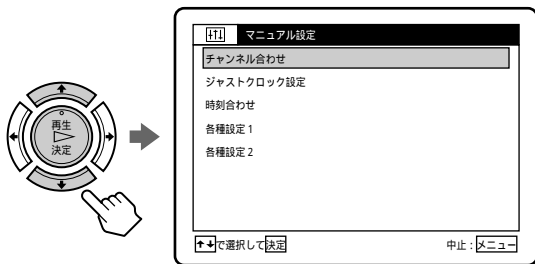 再生
決定
マニュアル設定
チャンネル合わせ
ジャストクロック設定
時刻合わせ
各種設定1
各種設定2
↑↓で選択して決定
中止：メニュー